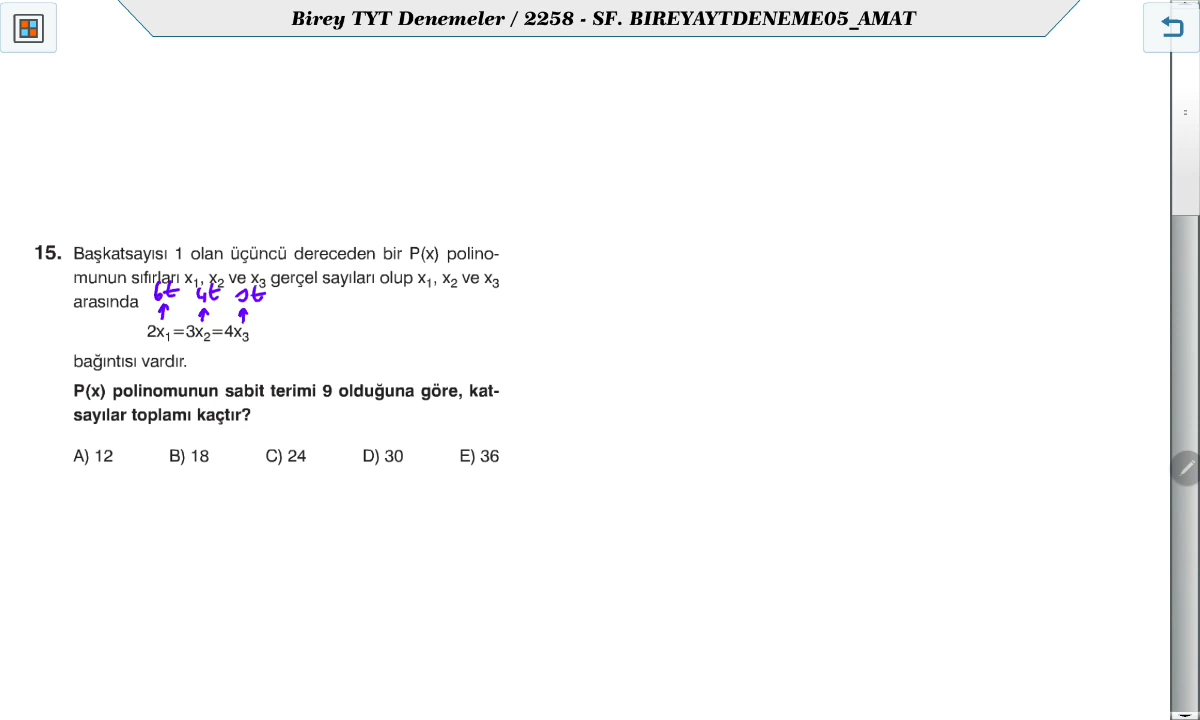 Birey TYT Denemeler / 2258 - SF. BIREYAYTDENEME05_AMAT
15. Başkatsayısı 1 olan üçüncü dereceden bir P(x) polino-
munun sıfırları x₁, x₂ ve x₃ gerçel sayıları olup x₁, x₂ ve x₃
6t 4t 3t
arasında
2x₁=3x₂=4x₃
bağıntısı vardır.
P(x) polinomunun sabit terimi 9 olduğuna göre, kat-
sayılar toplamı kaçtır?
A) 12 B) 18 C) 24 D) 30 E) 36